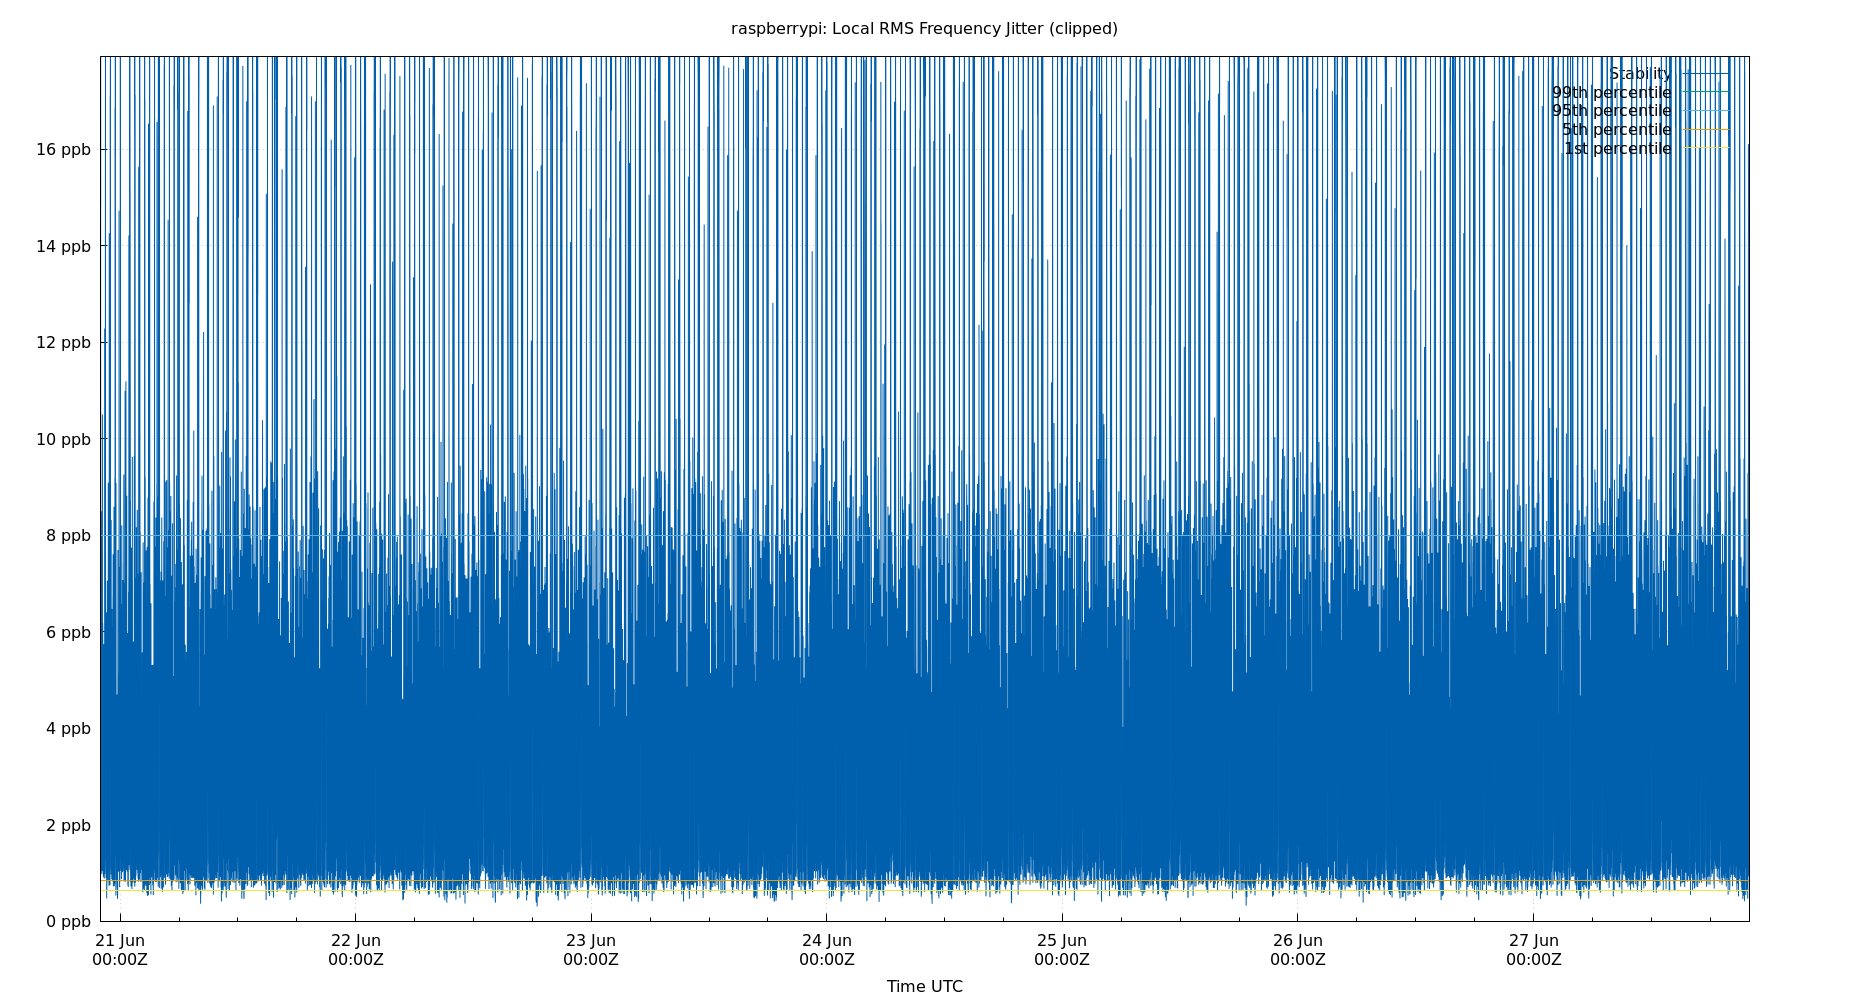 raspberrypi: Local RMS Frequency Jitter (clipped)
Stability
99th percentile
95th percentile
5th percentile
1st percentile
16 ppb
14 ppb
12 ppb
10 ppb
8 ppb
6 ppb
4 ppb
2 ppb
0 ppb
21 Jun 22 Jun 23 Jun 24 Jun 25 Jun 26 Jun 27 Jun
00:00Z 00:00Z 00:00Z 00:00Z 00:00Z 00:00Z 00:00Z
Time UTC